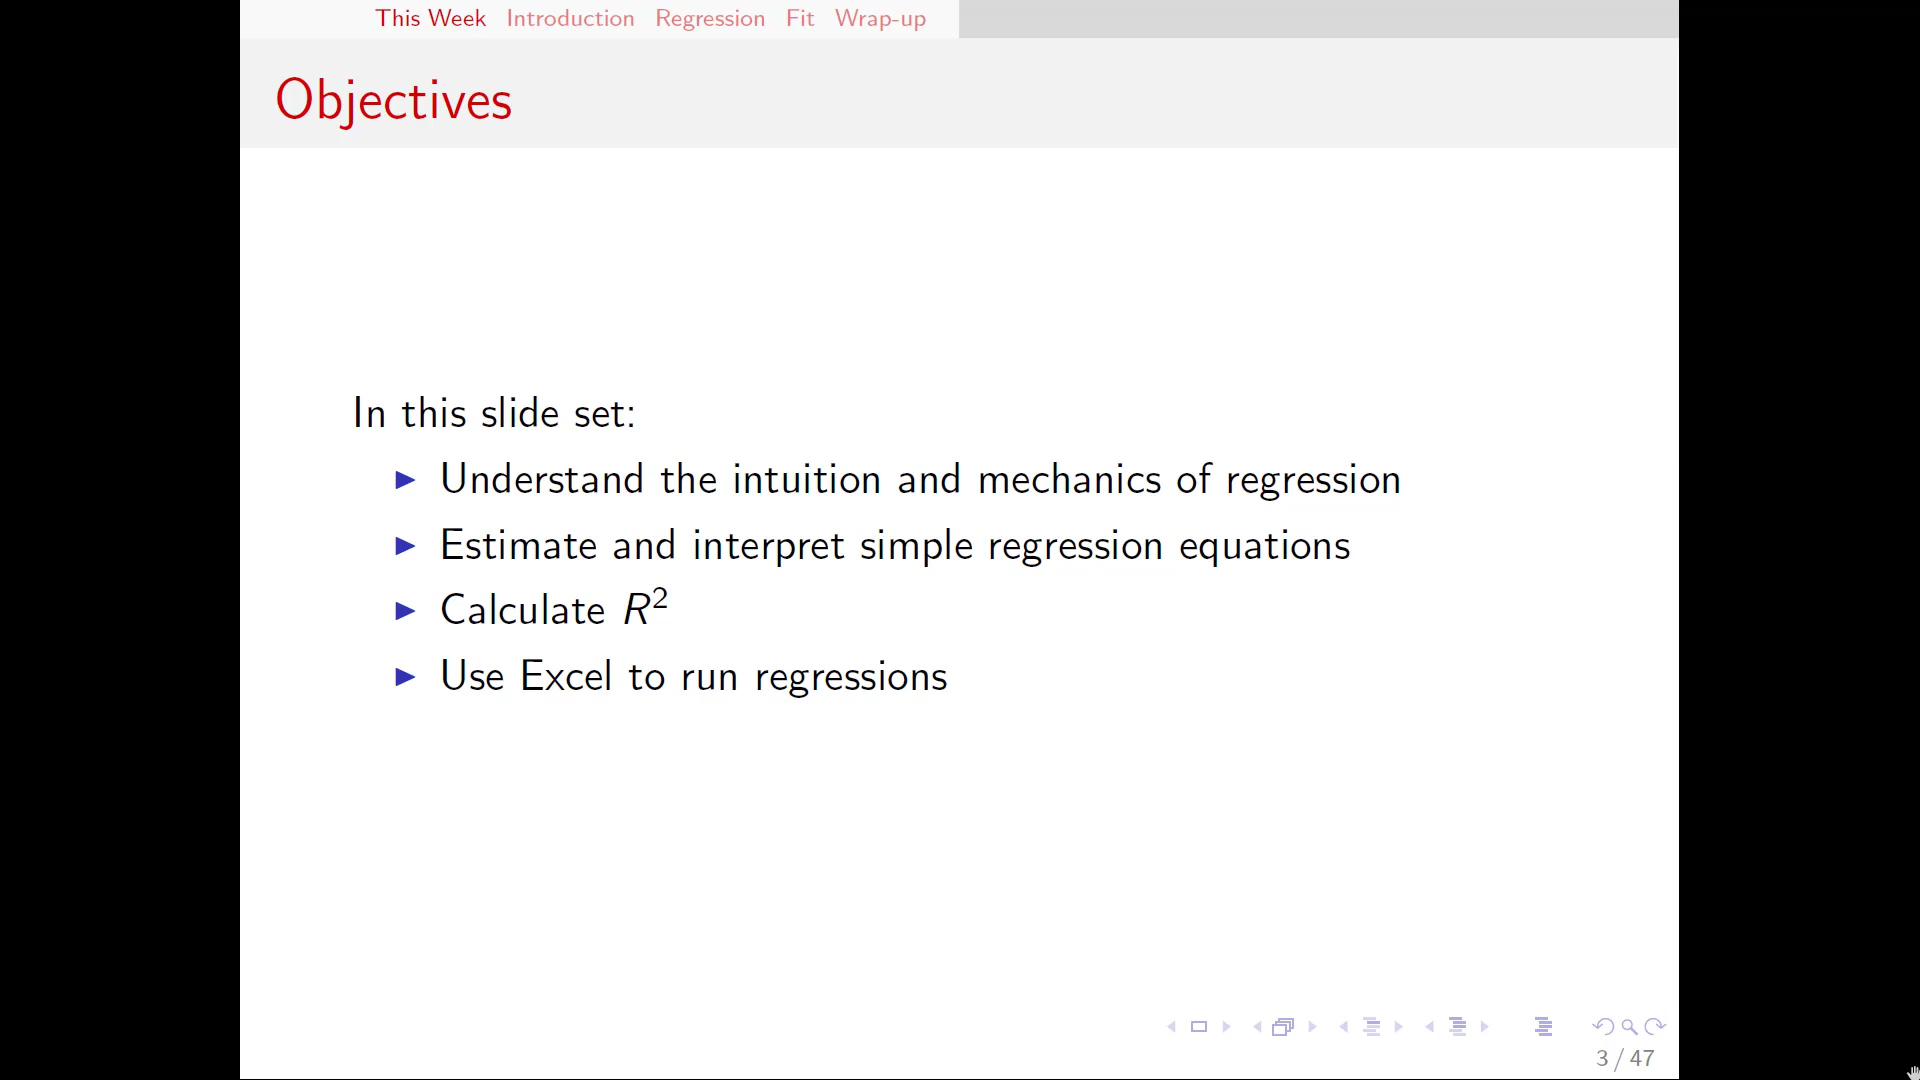 This Week Introduction Regression Fit Wrap-up
Objectives
In this slide set:
Understand the intuition and mechanics of regression
Estimate and interpret simple regression equations
Calculate R²
Use Excel to run regressions
3 / 47